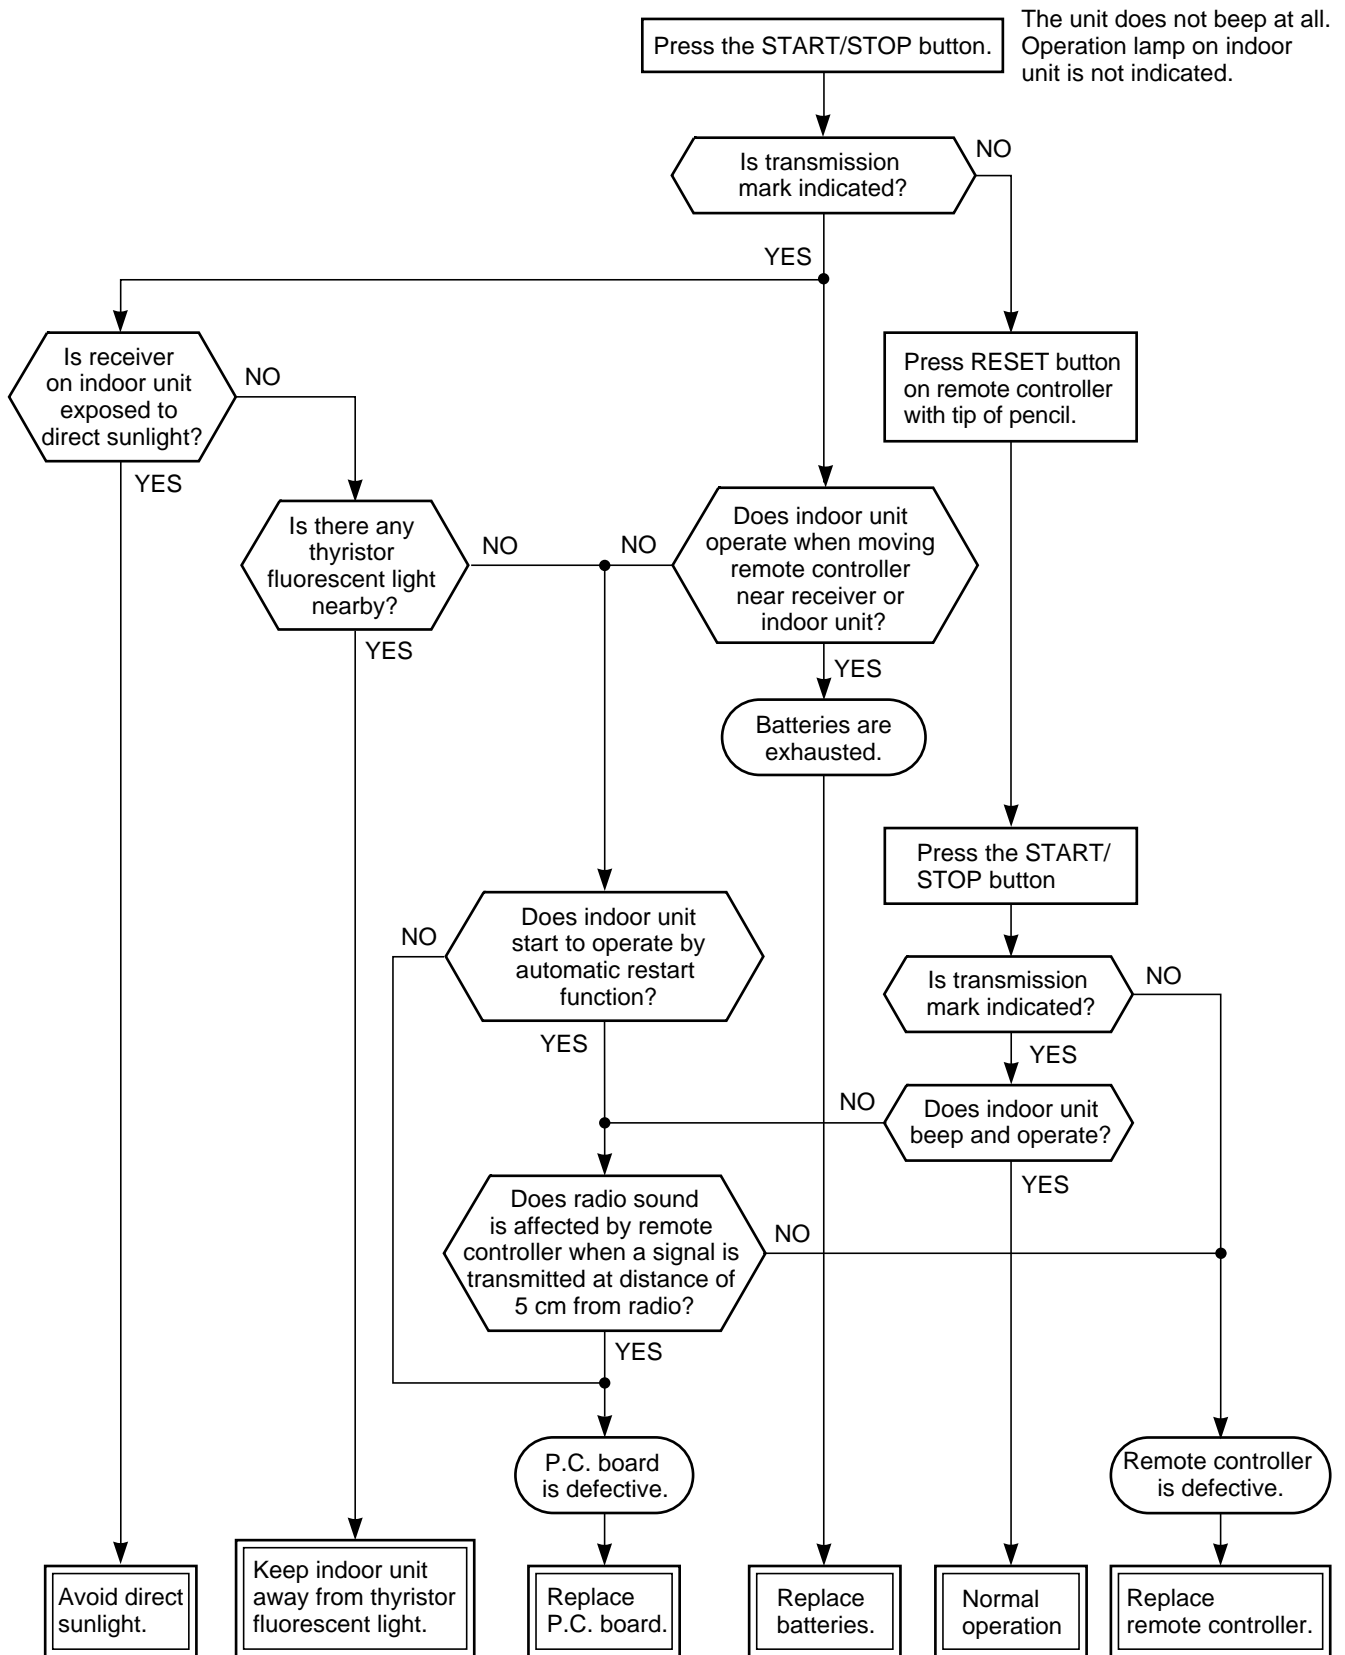 Press the START/STOP button.
The unit does not beep at all.
Operation lamp on indoor
unit is not indicated.
Is transmission
mark indicated?
NO
YES
Is receiver
on indoor unit
exposed to
direct sunlight?
NO
YES
Press RESET button
on remote controller
with tip of pencil.
Is there any
thyristor
fluorescent light
nearby?
NO
YES
NO
Does indoor unit
operate when moving
remote controller
near receiver or
indoor unit?
YES
Batteries are
exhausted.
Press the START/
STOP button
NO
Does indoor unit
start to operate by
automatic restart
function?
YES
Is transmission
mark indicated?
NO
YES
NO
Does indoor unit
beep and operate?
YES
Does radio sound
is affected by remote
controller when a signal is
transmitted at distance of
5 cm from radio?
NO
YES
P.C. board
is defective.
Remote controller
is defective.
Avoid direct
sunlight.
Keep indoor unit
away from thyristor
fluorescent light.
Replace
P.C. board.
Replace
batteries.
Normal
operation
Replace
remote controller.